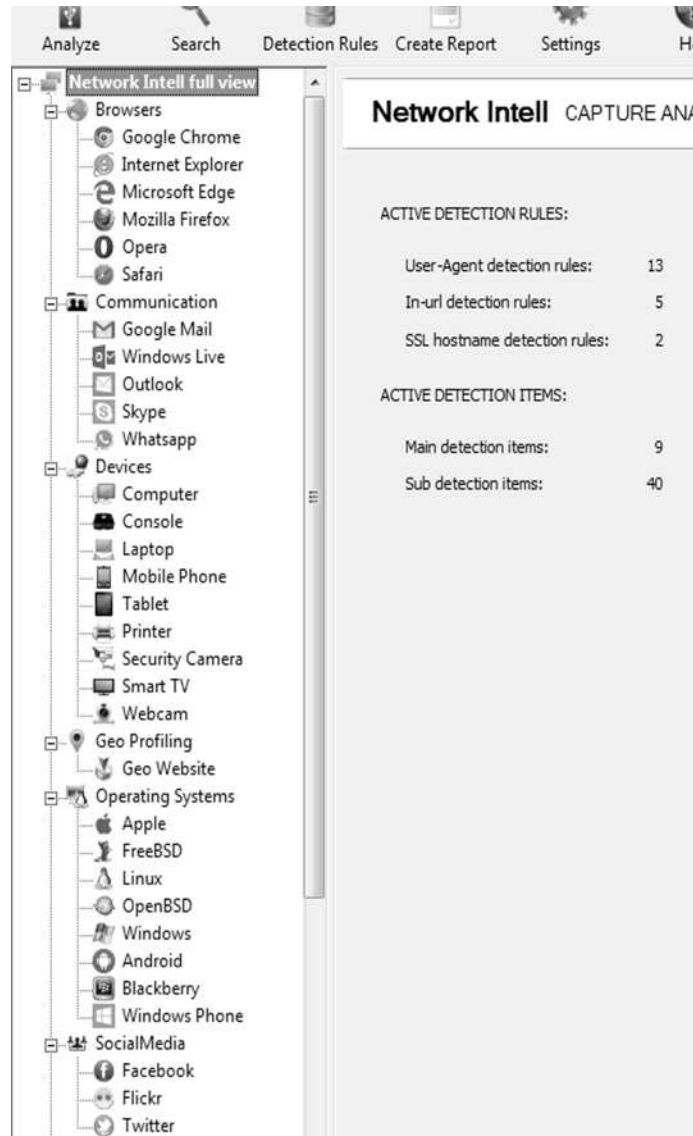 Analyze Search Detection Rules Create Report Settings
Network Intell full view
Browsers
Google Chrome
Internet Explorer
Microsoft Edge
Mozilla Firefox
Opera
Safari
Communication
Google Mail
Windows Live
Outlook
Skype
Whatsapp
Devices
Computer
Console
Laptop
Mobile Phone
Tablet
Printer
Security Camera
Smart TV
Webcam
Geo Profiling
Geo Website
Operating Systems
Apple
FreeBSD
Linux
OpenBSD
Windows
Android
Blackberry
Windows Phone
SocialMedia
Facebook
Flickr
Twitter
Network Intell CAPTURE
ACTIVE DETECTION RULES:
User-Agent detection rules: 13
In-url detection rules: 5
SSL hostname detection rules: 2
ACTIVE DETECTION ITEMS:
Main detection items: 9
Sub detection items: 40